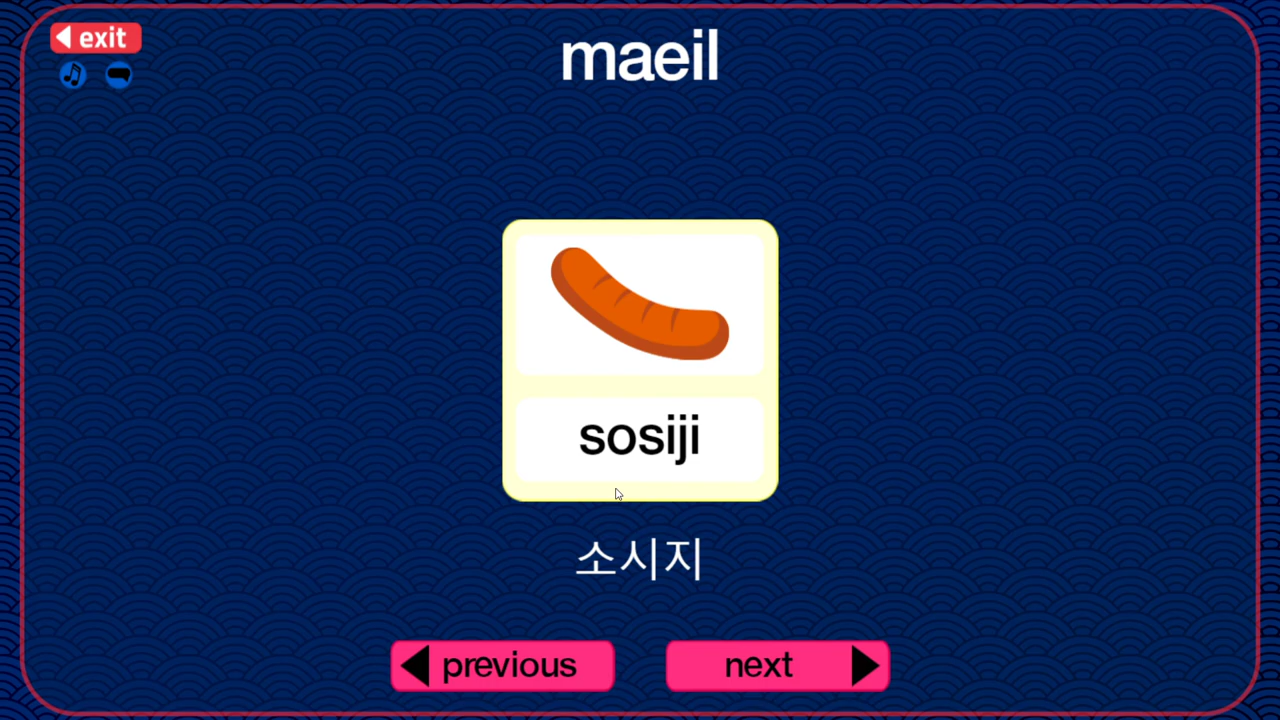 exit
maeil
sosiji
소시지
previous
next